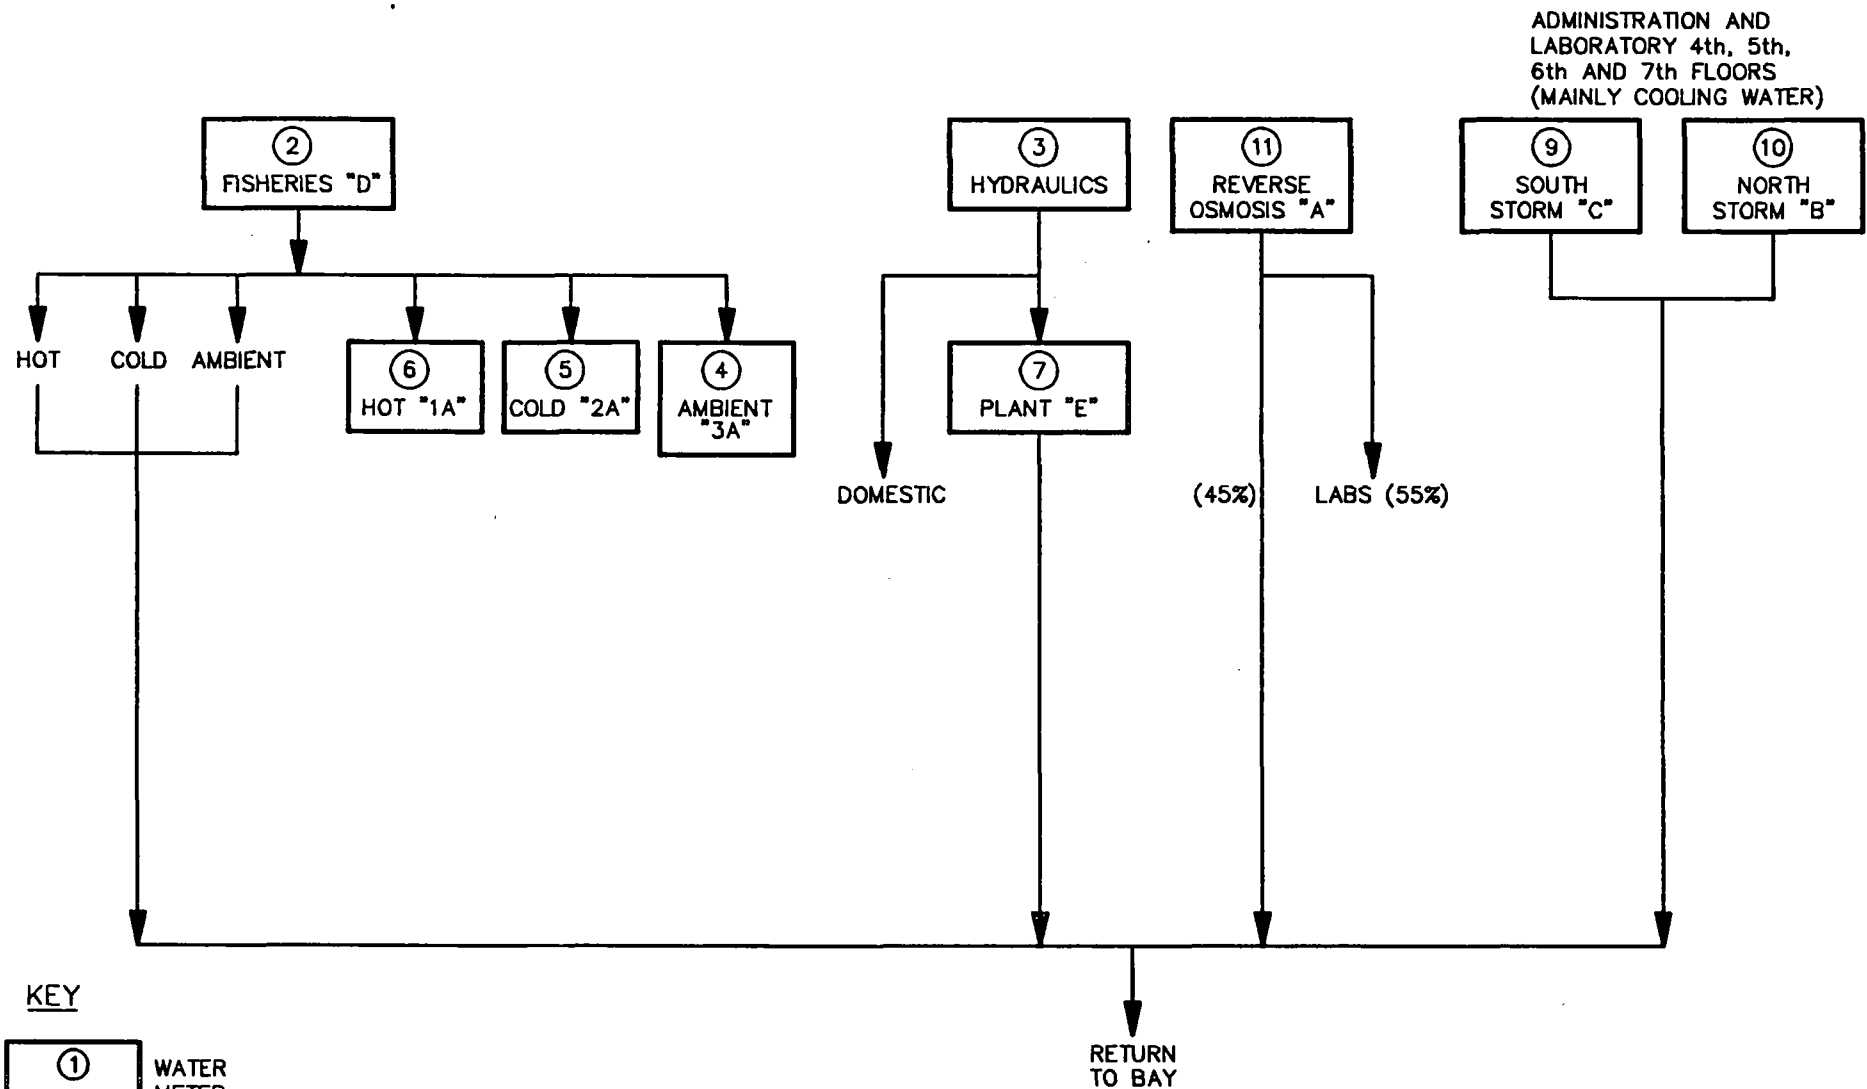 ADMINISTRATION AND
LABORATORY 4th, 5th,
6th AND 7th FLOORS
(MAINLY COOLING WATER)
2
FISHERIES "D"
3
HYDRAULICS
11
REVERSE
OSMOSIS "A"
9
SOUTH
STORM "C"
10
NORTH
STORM "B"
HOT
COLD
AMBIENT
6
HOT "1A"
5
COLD "2A"
4
AMBIENT
"3A"
7
PLANT "E"
DOMESTIC
(45%)
LABS (55%)
KEY
1
WATER
METER
RETURN
TO BAY